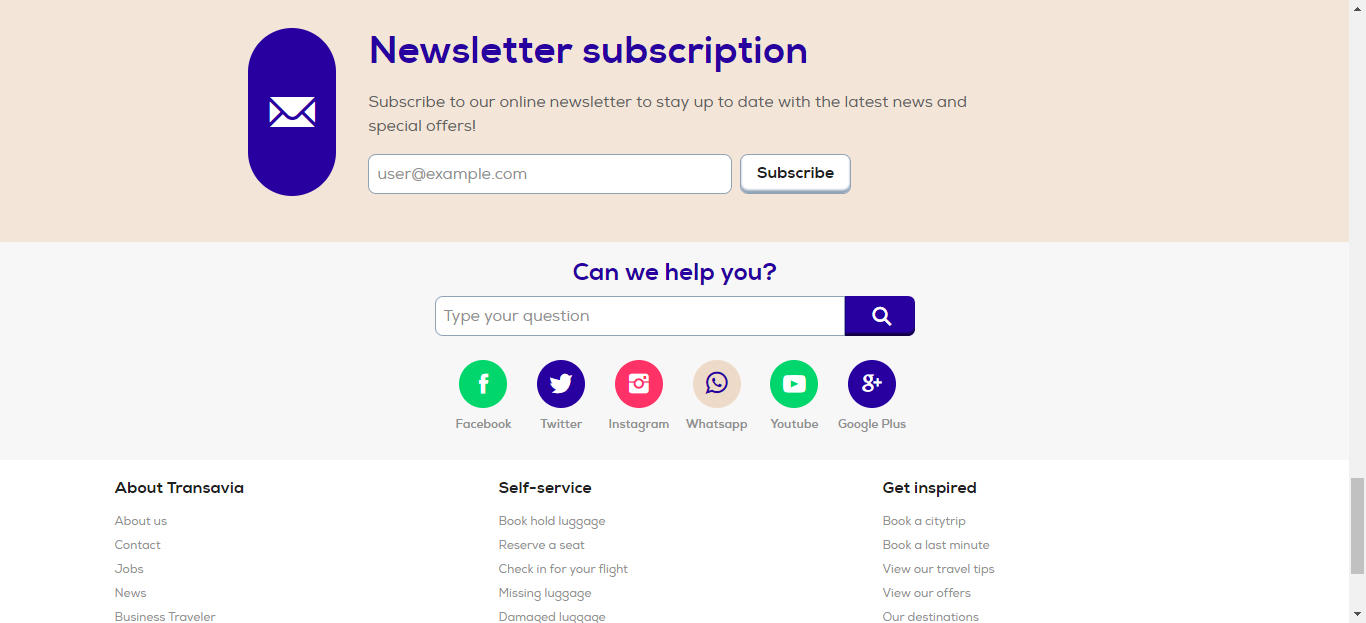 Newsletter subscription
Subscribe to our online newsletter to stay up to date with the latest news and
special offers!
user@example.com
Subscribe
Can we help you?
Type your question
Facebook
Twitter
Instagram
Whatsapp
Youtube
Google Plus
About Transavia
About us
Contact
Jobs
News
Business Traveler
Self-service
Book hold luggage
Reserve a seat
Check in for your flight
Missing luggage
Damaged luggage
Get inspired
Book a citytrip
Book a last minute
View our travel tips
View our offers
Our destinations